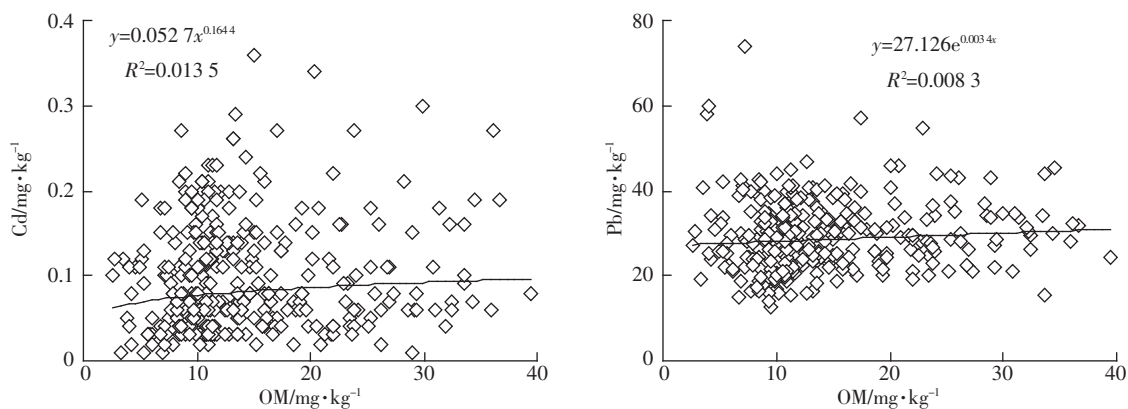 0.4
y=0.052 7x^0.164 4
R²=0.013 5
0.3
0.2
0.1
0
Cd/mg·kg⁻¹
0 10 20 30 40
OM/mg·kg⁻¹
80
y=27.126e^0.003 4x
R²=0.008 3
60
40
20
0
Pb/mg·kg⁻¹
0 10 20 30 40
OM/mg·kg⁻¹